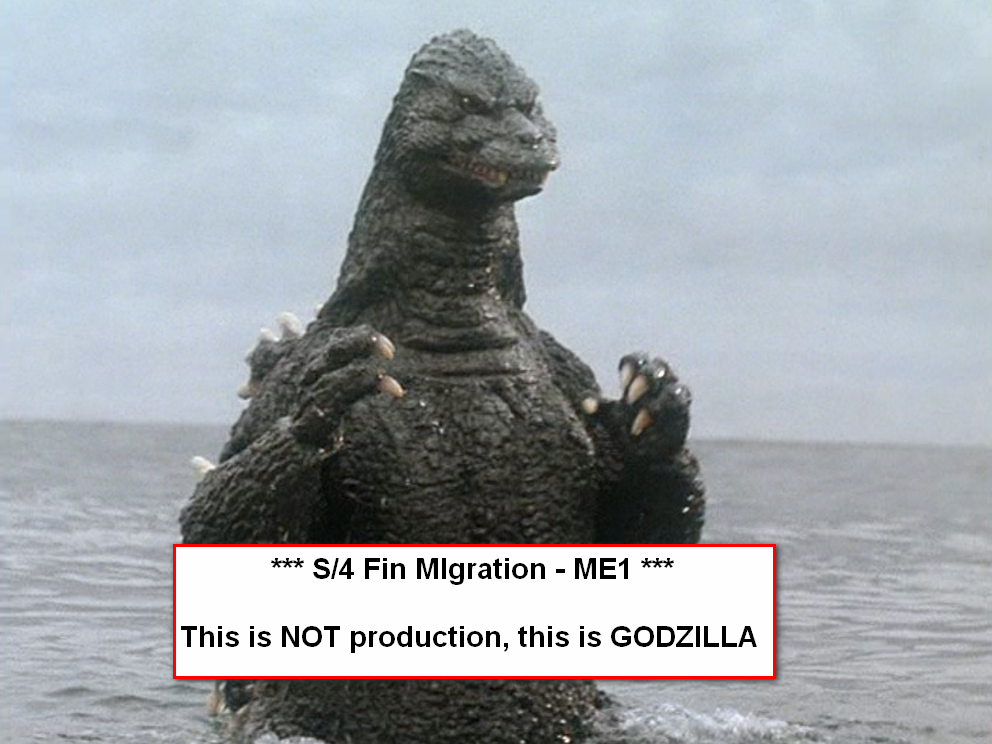 *** S/4 Fin MIgration - ME1 ***
This is NOT production, this is GODZILLA